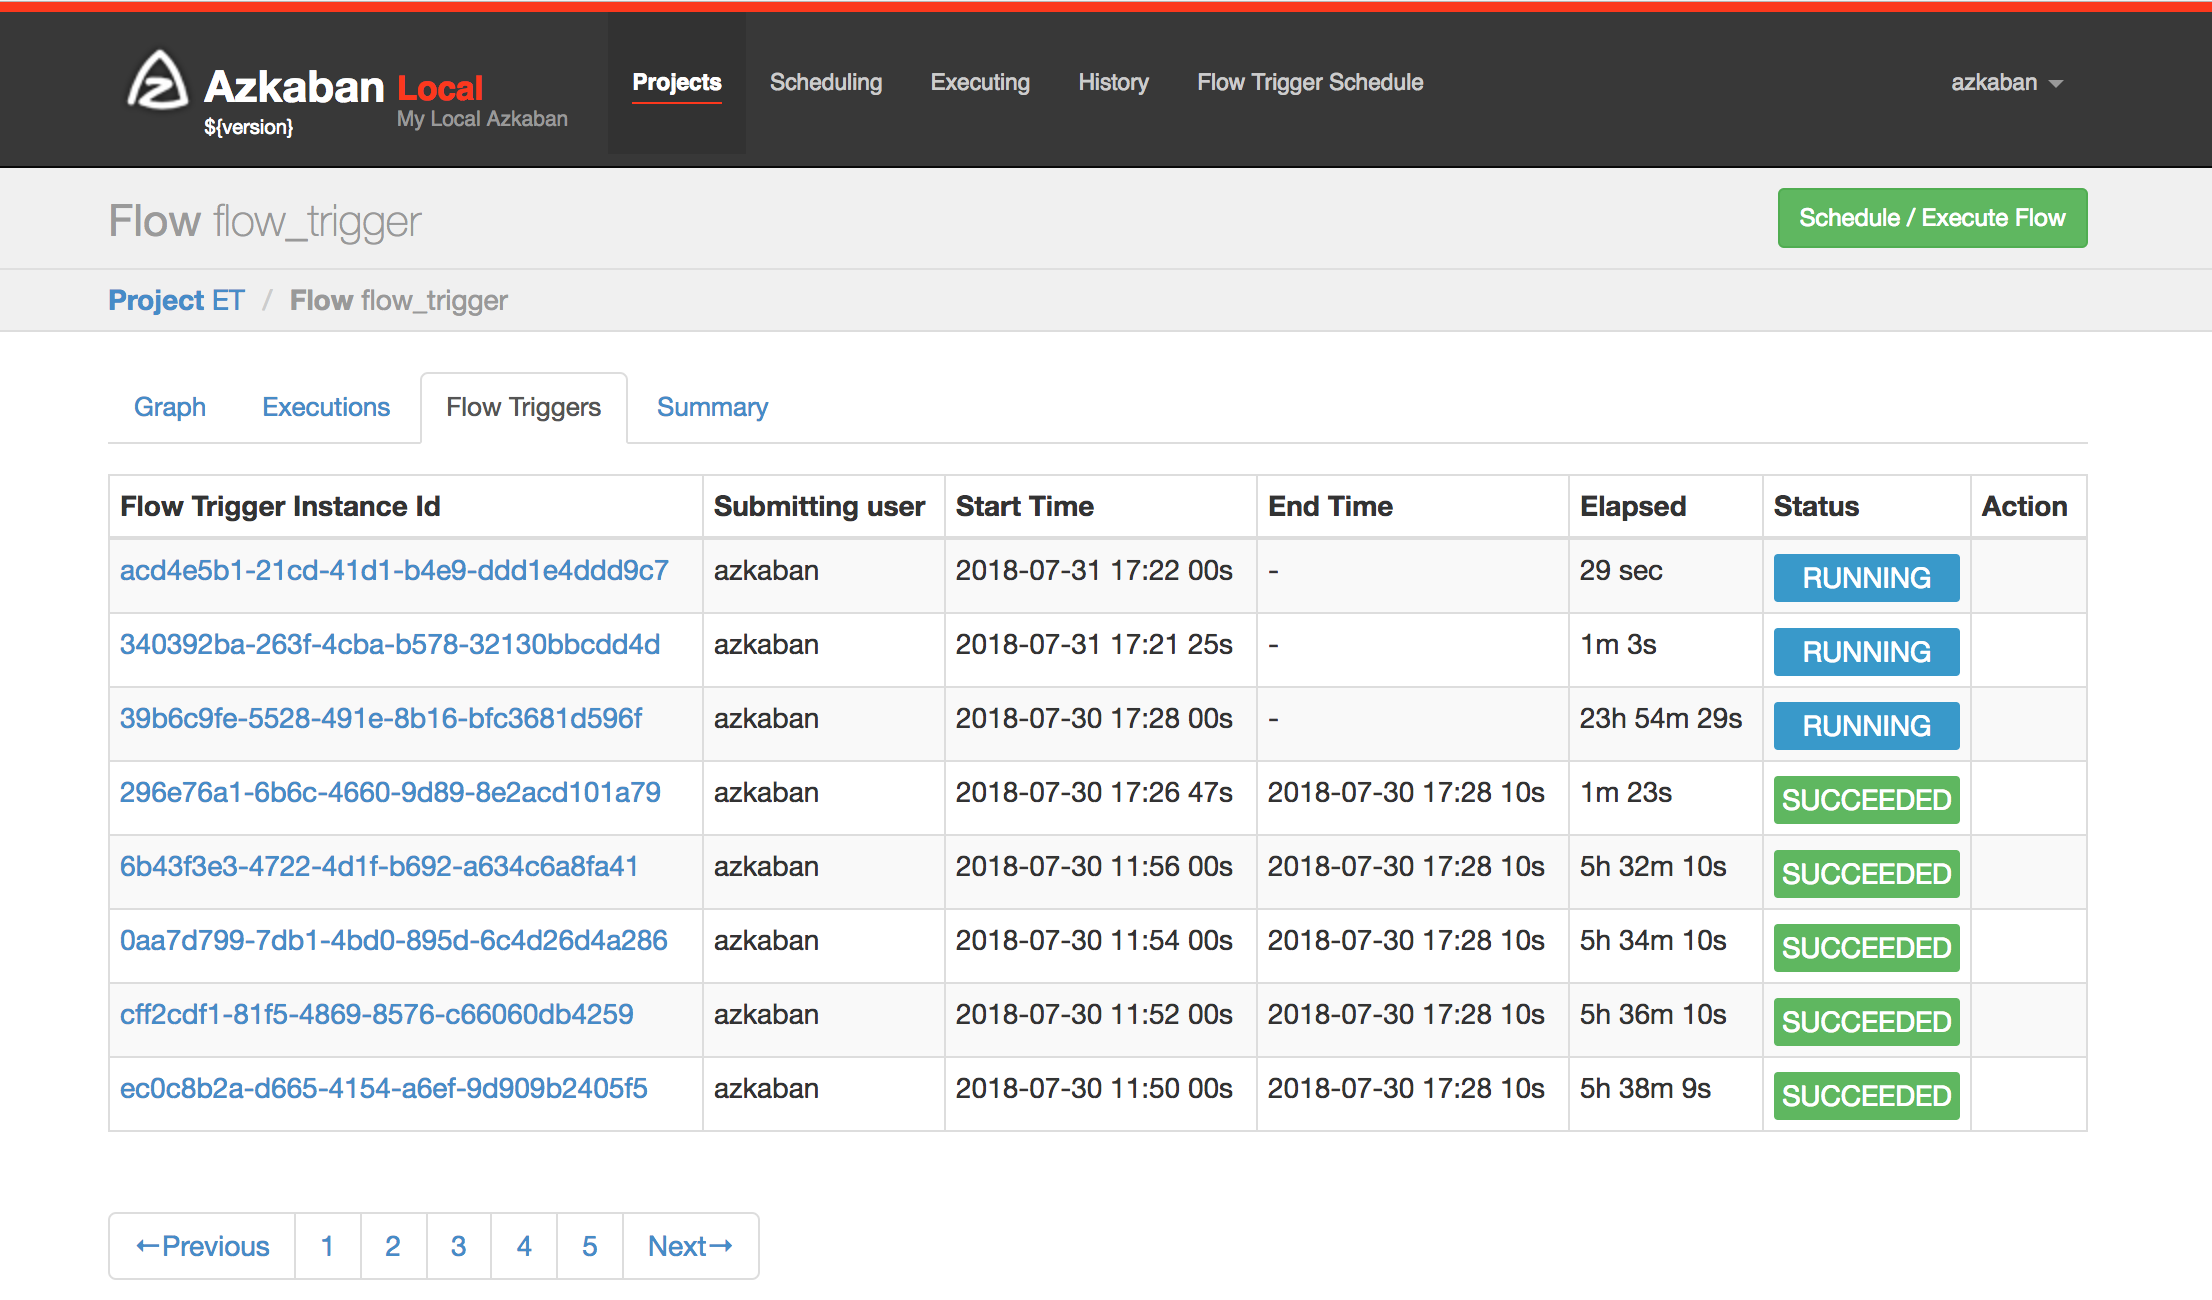 Azkaban Local
${version} My Local Azkaban
Projects Scheduling Executing History Flow Trigger Schedule azkaban
Flow flow_trigger Schedule / Execute Flow
Project ET / Flow flow_trigger
Graph Executions Flow Triggers Summary
Flow Trigger Instance Id Submitting user Start Time End Time Elapsed Status Action
acd4e5b1-21cd-41d1-b4e9-ddd1e4ddd9c7 azkaban 2018-07-31 17:22 00s - 29 sec RUNNING
340392ba-263f-4cba-b578-32130bbcdd4d azkaban 2018-07-31 17:21 25s - 1m 3s RUNNING
39b6c9fe-5528-491e-8b16-bfc3681d596f azkaban 2018-07-30 17:28 00s - 23h 54m 29s RUNNING
296e76a1-6b6c-4660-9d89-8e2acd101a79 azkaban 2018-07-30 17:26 47s 2018-07-30 17:28 10s 1m 23s SUCCEEDED
6b43f3e3-4722-4d1f-b692-a634c6a8fa41 azkaban 2018-07-30 11:56 00s 2018-07-30 17:28 10s 5h 32m 10s SUCCEEDED
0aa7d799-7db1-4bd0-895d-6c4d26d4a286 azkaban 2018-07-30 11:54 00s 2018-07-30 17:28 10s 5h 34m 10s SUCCEEDED
cff2cdf1-81f5-4869-8576-c66060db4259 azkaban 2018-07-30 11:52 00s 2018-07-30 17:28 10s 5h 36m 10s SUCCEEDED
ec0c8b2a-d665-4154-a6ef-9d909b2405f5 azkaban 2018-07-30 11:50 00s 2018-07-30 17:28 10s 5h 38m 9s SUCCEEDED
←Previous 1 2 3 4 5 Next→